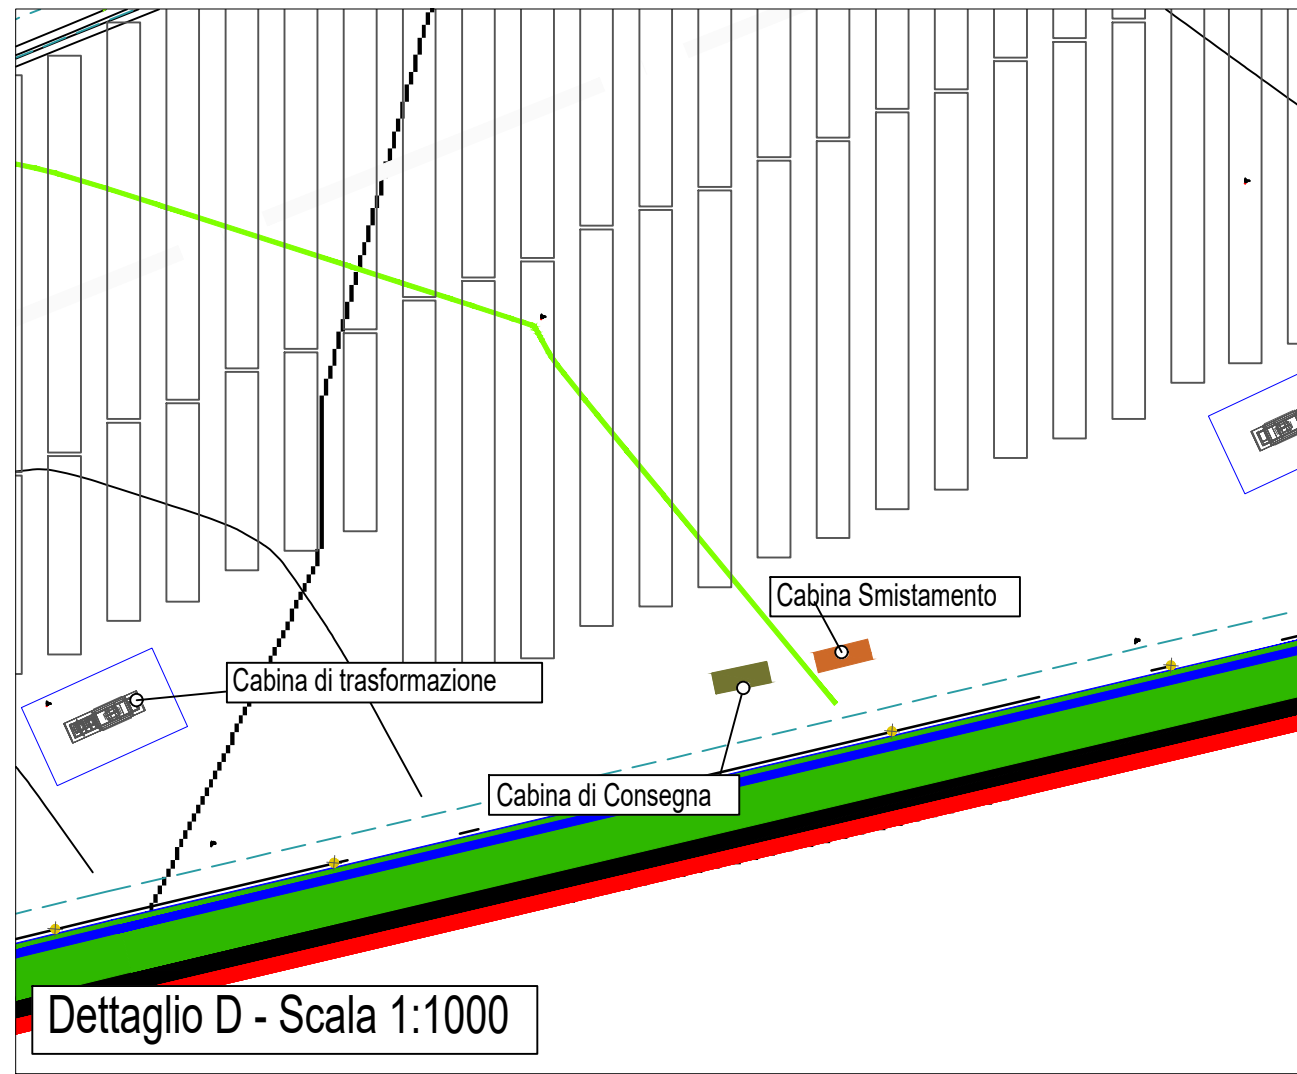 Cabina Smistamento
Cabina di trasformazione
Cabina di Consegna
Dettaglio D - Scala 1:1000